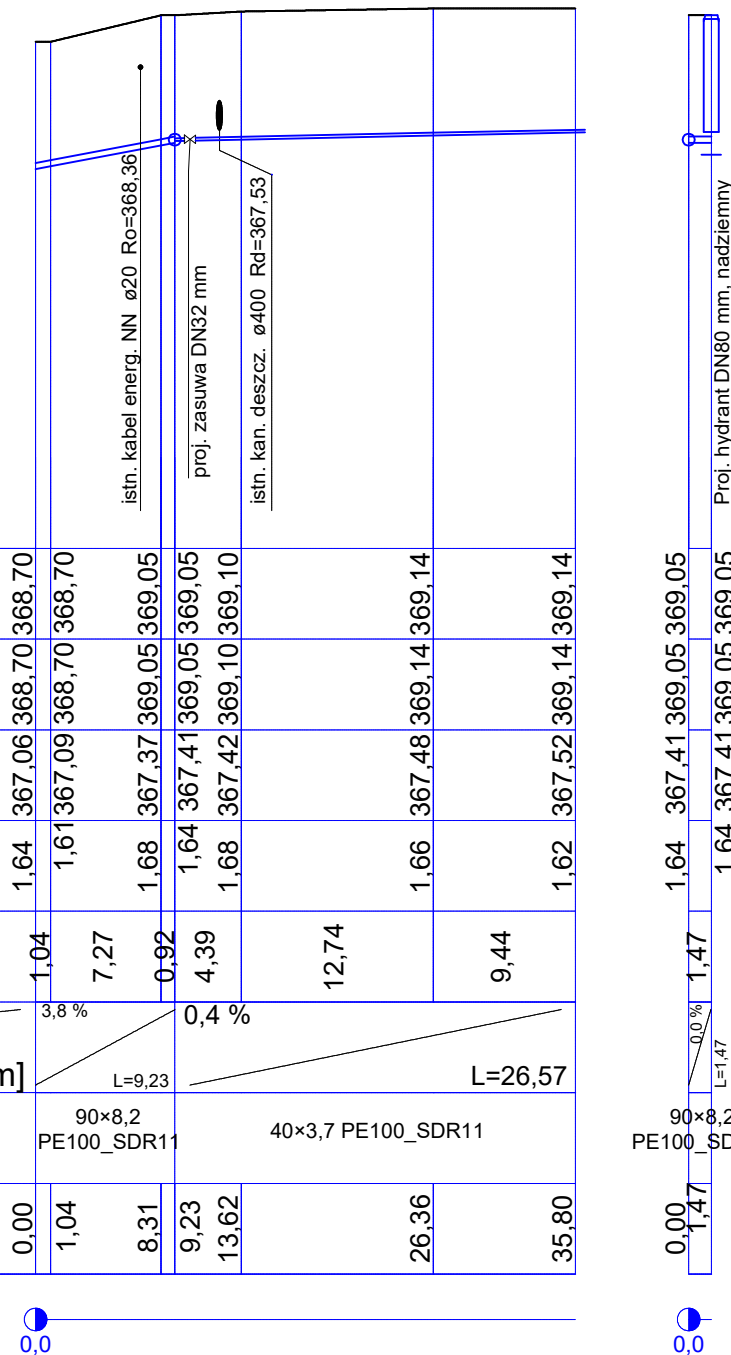 istn. kabel energ. NN ø20 Ro=368,36
proj. zasuwa DN32 mm
istn. kan. deszcz. ø400 Rd=367,53
Proj. hydrant DN80 mm, nadziemny
368,70 368,70 369,05 369,05 369,10 369,14 369,14 369,05 369,05
368,70 368,70 369,05 369,05 369,10 369,14 369,14 369,05 369,05
367,06 367,09 367,37 367,41 367,42 367,48 367,52 367,41 367,41
1,64 1,61 1,68 1,64 1,68 1,66 1,62 1,64 1,64
1,04 7,27 0,92 4,39 12,74 9,44 1,47
3,8 % 0,4 % 0,0 %
m] L=9,23 L=26,57 L=1,47
90×8,2
PE100_SDR11
40×3,7 PE100_SDR11
90×8,2
PE100_SD
0,00 1,04 8,31 9,23 13,62 26,36 35,80 0,00 1,47
0,0 0,0